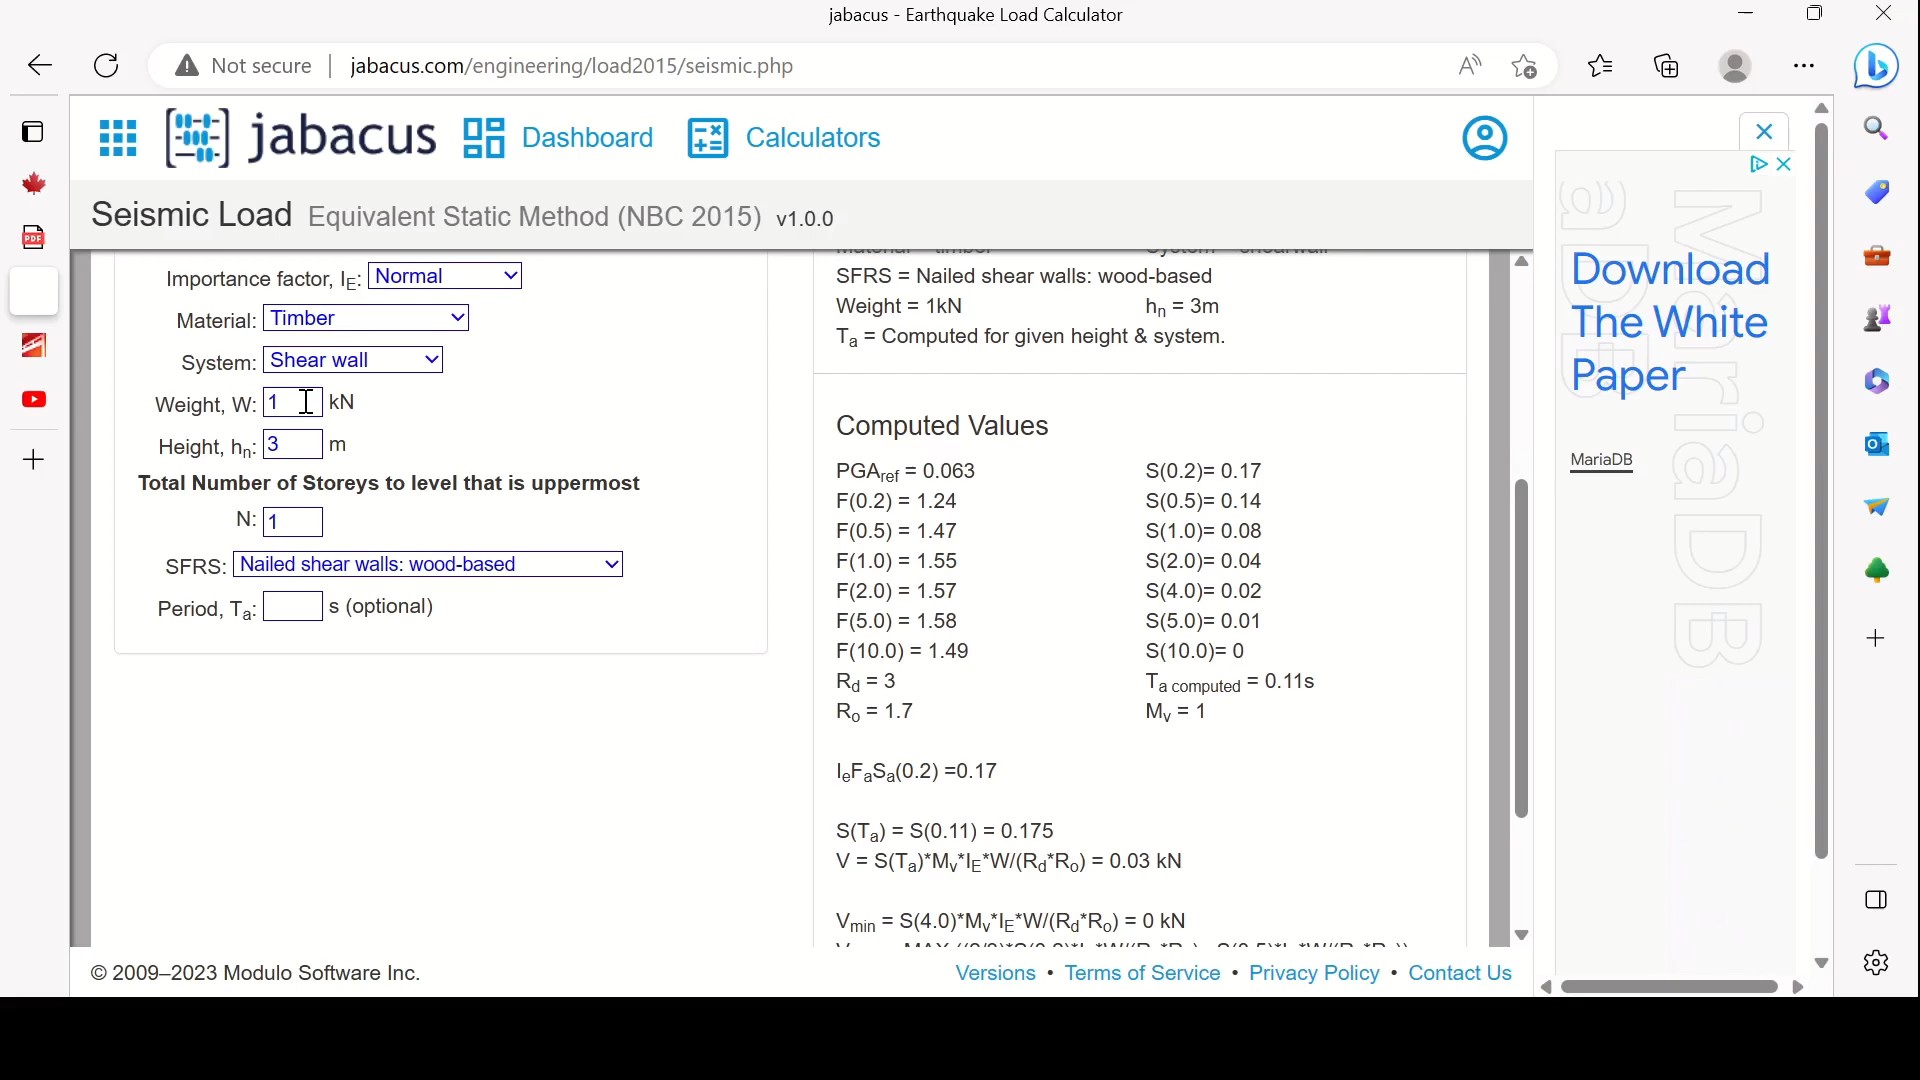 jabacus - Earthquake Load Calculator
Not secure | jabacus.com/engineering/load2015/seismic.php
jabacus Dashboard Calculators
Seismic Load Equivalent Static Method (NBC 2015) v1.0.0
Importance factor, IE: Normal
Material: Timber
System: Shear wall
Weight, W: 1 kN
Height, hn: 3 m
Total Number of Storeys to level that is uppermost
N: 1
SFRS: Nailed shear walls: wood-based
Period, Ta: s (optional)
SFRS = Nailed shear walls: wood-based
Weight = 1kN hn = 3m
Ta = Computed for given height & system.
Computed Values
PGAref = 0.063 S(0.2)= 0.17
F(0.2) = 1.24 S(0.5)= 0.14
F(0.5) = 1.47 S(1.0)= 0.08
F(1.0) = 1.55 S(2.0)= 0.04
F(2.0) = 1.57 S(4.0)= 0.02
F(5.0) = 1.58 S(5.0)= 0.01
F(10.0) = 1.49 S(10.0)= 0
Rd = 3 Ta computed = 0.11s
Ro = 1.7 Mv = 1
IeFaSa(0.2) =0.17
S(Ta) = S(0.11) = 0.175
V = S(Ta)*Mv*IE*W/(Rd*Ro) = 0.03 kN
Vmin = S(4.0)*Mv*IE*W/(Rd*Ro) = 0 kN
Download
The White
Paper
MariaDB
MariaDB
aDB
PDF
© 2009–2023 Modulo Software Inc.
Versions • Terms of Service • Privacy Policy • Contact Us